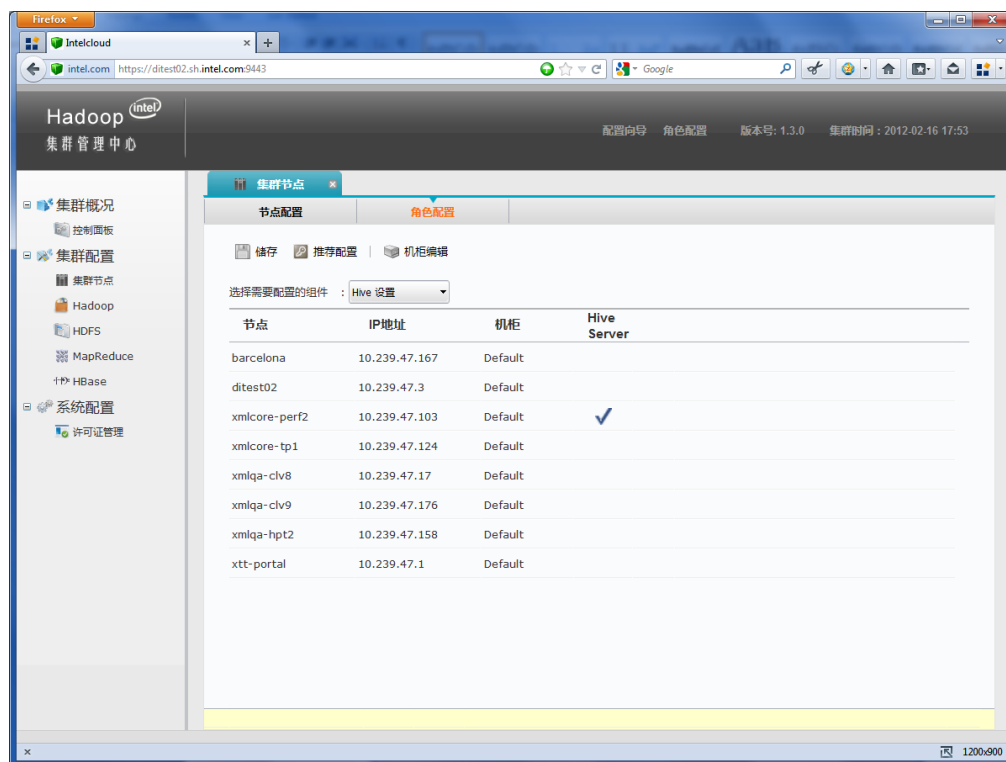 Firefox
Intelcloud
intel.com https://ditest02.sh.intel.com:9443
Google
Hadoop (intel)
集群管理中心
配置向导 角色配置 版本号: 1.3.0 集群时间 : 2012-02-16 17:53
集群概况
控制面板
集群配置
集群节点
Hadoop
HDFS
MapReduce
HBase
系统配置
许可证管理
集群节点
节点配置 角色配置
储存 推荐配置 | 机柜编辑
选择需要配置的组件 : Hive 设置
节点 IP地址 机柜 Hive Server
barcelona 10.239.47.167 Default
ditest02 10.239.47.3 Default
xmlcore-perf2 10.239.47.103 Default
xmlcore-tp1 10.239.47.124 Default
xmlqa-clv8 10.239.47.17 Default
xmlqa-clv9 10.239.47.176 Default
xmlqa-hpt2 10.239.47.158 Default
xtt-portal 10.239.47.1 Default
1200x900